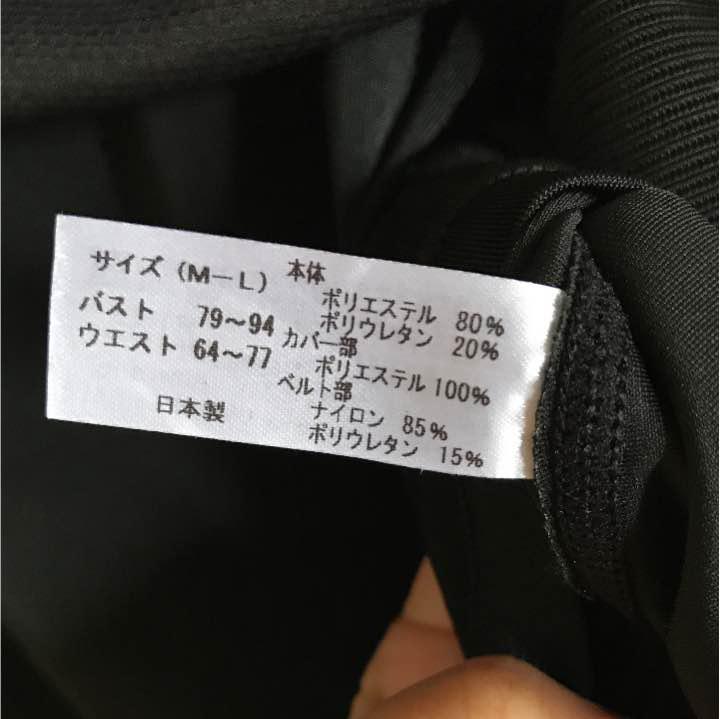 サイズ（M－L）
バスト 79～94
ウエスト 64～77
日本製
本体
ポリエステル 80%
ポリウレタン 20%
カバー部
ポリエステル 100%
ベルト部
ナイロン 85%
ポリウレタン 15%